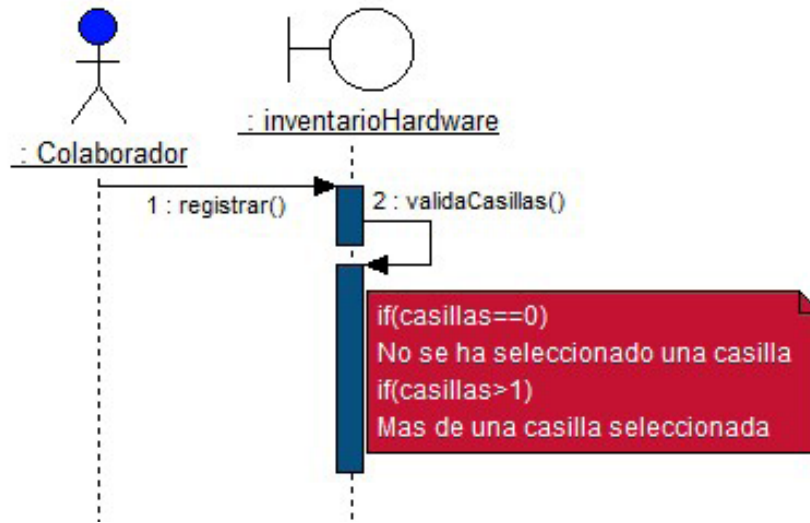 : Colaborador
: inventarioHardware
1 : registrar()
2 : validaCasillas()
if(casillas==0)
No se ha seleccionado una casilla
if(casillas>1)
Mas de una casilla seleccionada